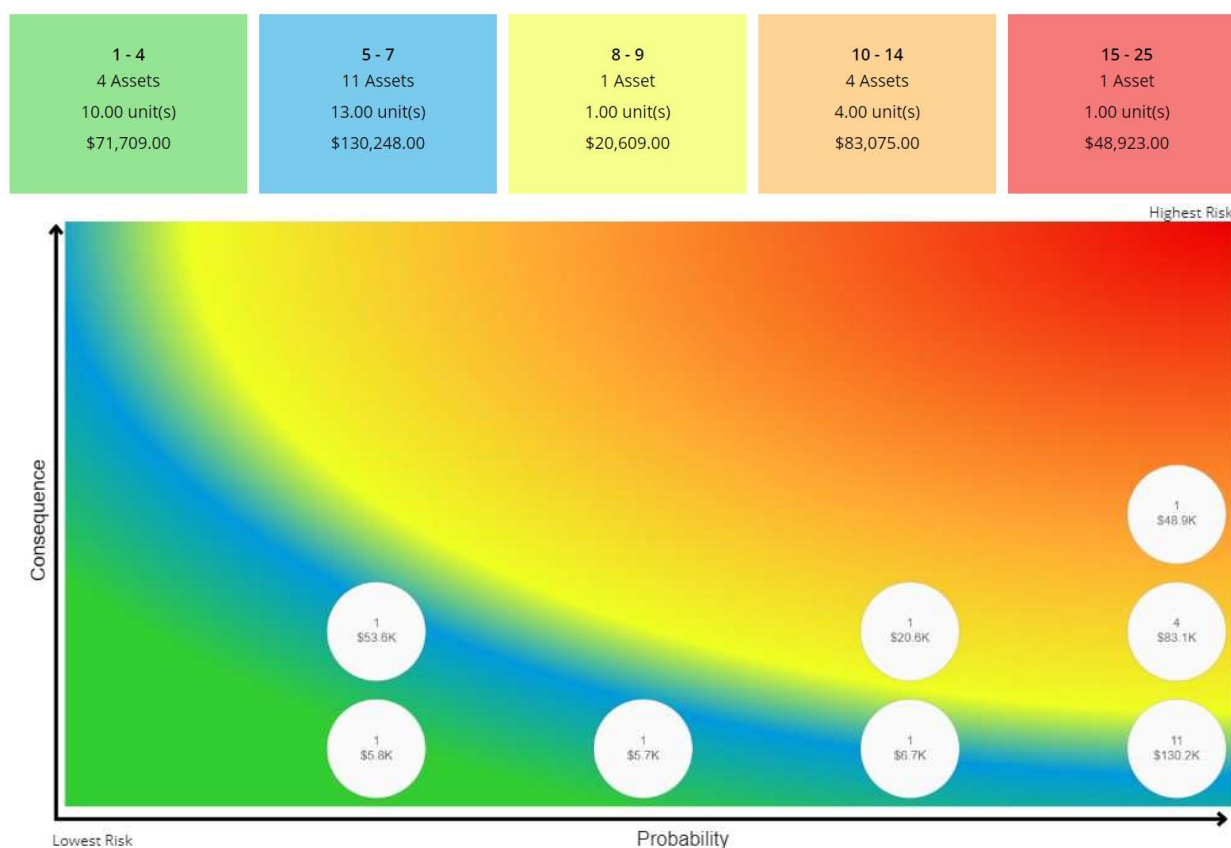 1 - 4
4 Assets
10.00 unit(s)
$71,709.00
5 - 7
11 Assets
13.00 unit(s)
$130,248.00
8 - 9
1 Asset
1.00 unit(s)
$20,609.00
10 - 14
4 Assets
4.00 unit(s)
$83,075.00
15 - 25
1 Asset
1.00 unit(s)
$48,923.00
Highest Risk
Consequence
1
$48.9K
1
$53.6K
1
$20.6K
4
$83.1K
1
$5.8K
1
$5.7K
1
$6.7K
11
$130.2K
Lowest Risk
Probability